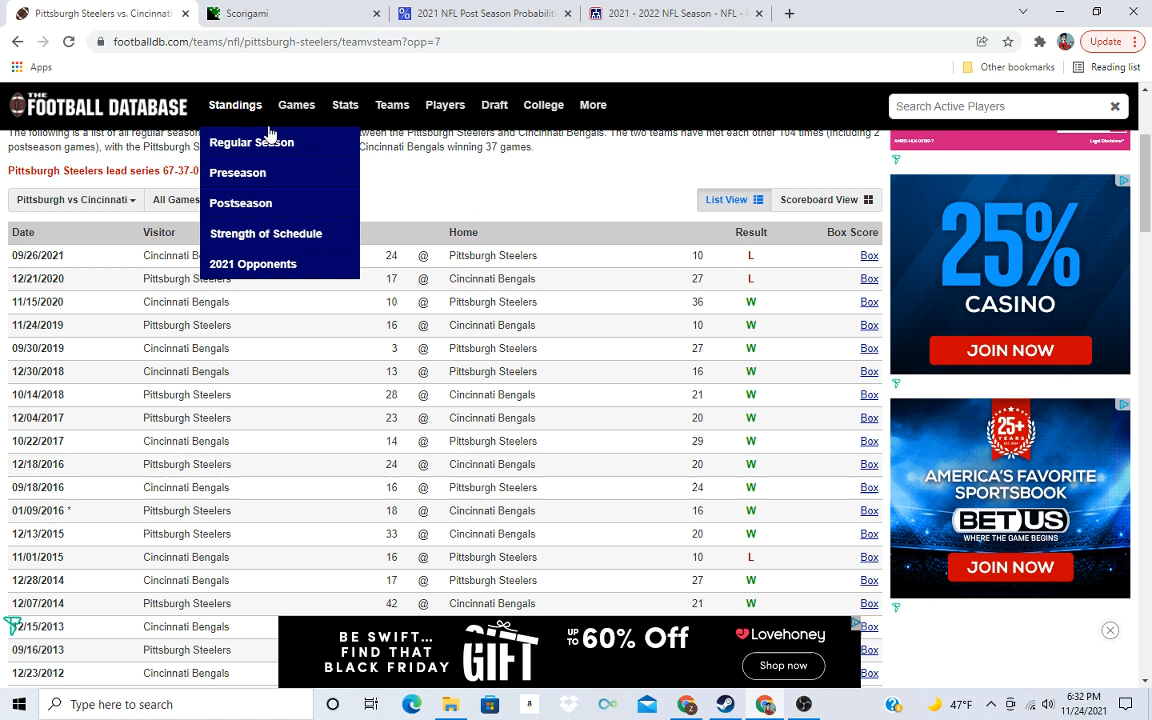 Pittsburgh Steelers vs. Cincinnati
Scorigami
2021 NFL Post Season Probabiliti
2021 - 2022 NFL Season - NFL -
footballdb.com/teams/nfl/pittsburgh-steelers/teamvsteam?opp=7
Update
Apps
Other bookmarks
Reading list
THE FOOTBALL DATABASE
Standings Games Stats Teams Players Draft College More
Search Active Players
The following is a list of all regular season
between the Pittsburgh Steelers and Cincinnati Bengals. The two teams have met each other 104 times (including 2
postseason games), with the Pittsburgh S
Cincinnati Bengals winning 37 games.
Pittsburgh Steelers lead series 67-37-0
Regular Season
Preseason
Postseason
Strength of Schedule
2021 Opponents
Pittsburgh vs Cincinnati
All Games
List View
Scoreboard View
Date Visitor Home Result Box Score
09/26/2021 Cincinnati B 24 @ Pittsburgh Steelers 10 L Box
12/21/2020 Pittsburgh Steelers 17 @ Cincinnati Bengals 27 L Box
11/15/2020 Cincinnati Bengals 10 @ Pittsburgh Steelers 36 W Box
11/24/2019 Pittsburgh Steelers 16 @ Cincinnati Bengals 10 W Box
09/30/2019 Cincinnati Bengals 3 @ Pittsburgh Steelers 27 W Box
12/30/2018 Cincinnati Bengals 13 @ Pittsburgh Steelers 16 W Box
10/14/2018 Pittsburgh Steelers 28 @ Cincinnati Bengals 21 W Box
12/04/2017 Pittsburgh Steelers 23 @ Cincinnati Bengals 20 W Box
10/22/2017 Cincinnati Bengals 14 @ Pittsburgh Steelers 29 W Box
12/18/2016 Pittsburgh Steelers 24 @ Cincinnati Bengals 20 W Box
09/18/2016 Cincinnati Bengals 16 @ Pittsburgh Steelers 24 W Box
01/09/2016 * Pittsburgh Steelers 18 @ Cincinnati Bengals 16 W Box
12/13/2015 Pittsburgh Steelers 33 @ Cincinnati Bengals 20 W Box
11/01/2015 Cincinnati Bengals 16 @ Pittsburgh Steelers 10 L Box
12/28/2014 Cincinnati Bengals 17 @ Pittsburgh Steelers 27 W Box
12/07/2014 Pittsburgh Steelers 42 @ Cincinnati Bengals 21 W Box
12/15/2013 Cincinnati Bengals Box
09/16/2013 Pittsburgh Steelers Box
12/23/2012 Cincinnati Bengals Box
Legal Disclaimer*
25%
CASINO
JOIN NOW
25+
YEARS
AMERICA'S FAVORITE
SPORTSBOOK
BETUS
WHERE THE GAME BEGINS
JOIN NOW
BE SWIFT...
FIND THAT
BLACK FRIDAY
GIFT
UP TO 60% Off
Lovehoney
Shop now
Type here to search
a
Z
47°F
6:32 PM
11/24/2021